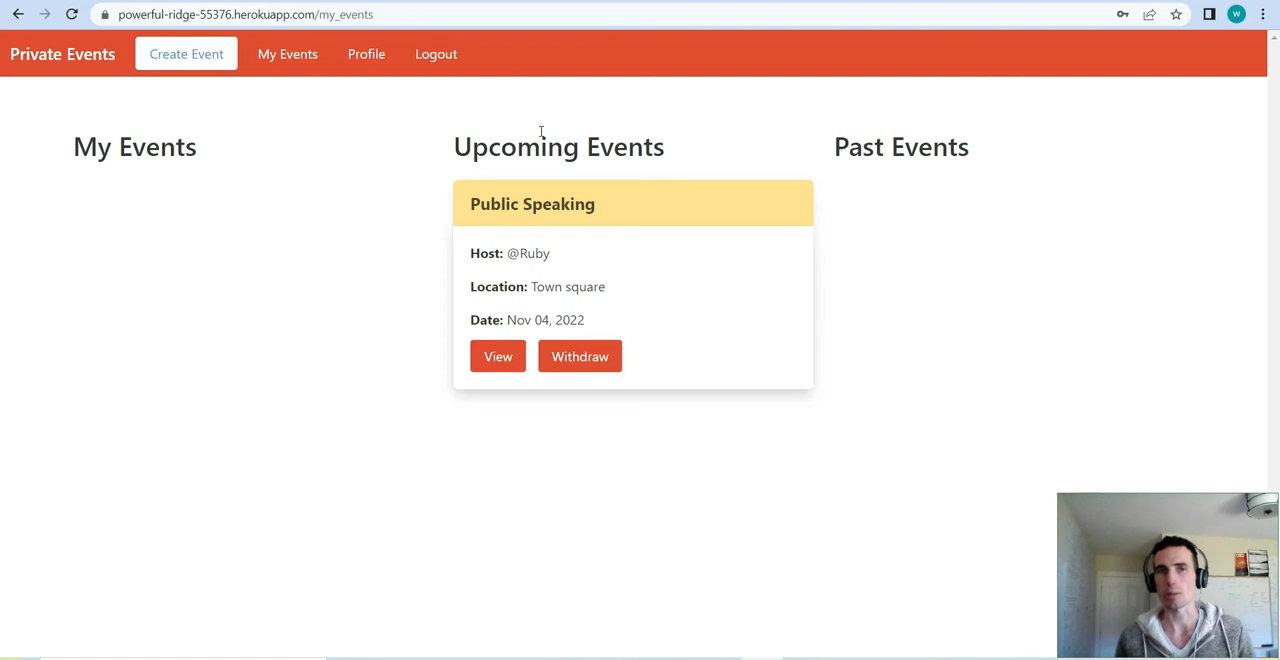 powerful-ridge-55376.herokuapp.com/my_events
W
Private Events
Create Event
My Events
Profile
Logout
My Events
Upcoming Events
Past Events
Public Speaking
Host: @Ruby
Location: Town square
Date: Nov 04, 2022
View
Withdraw